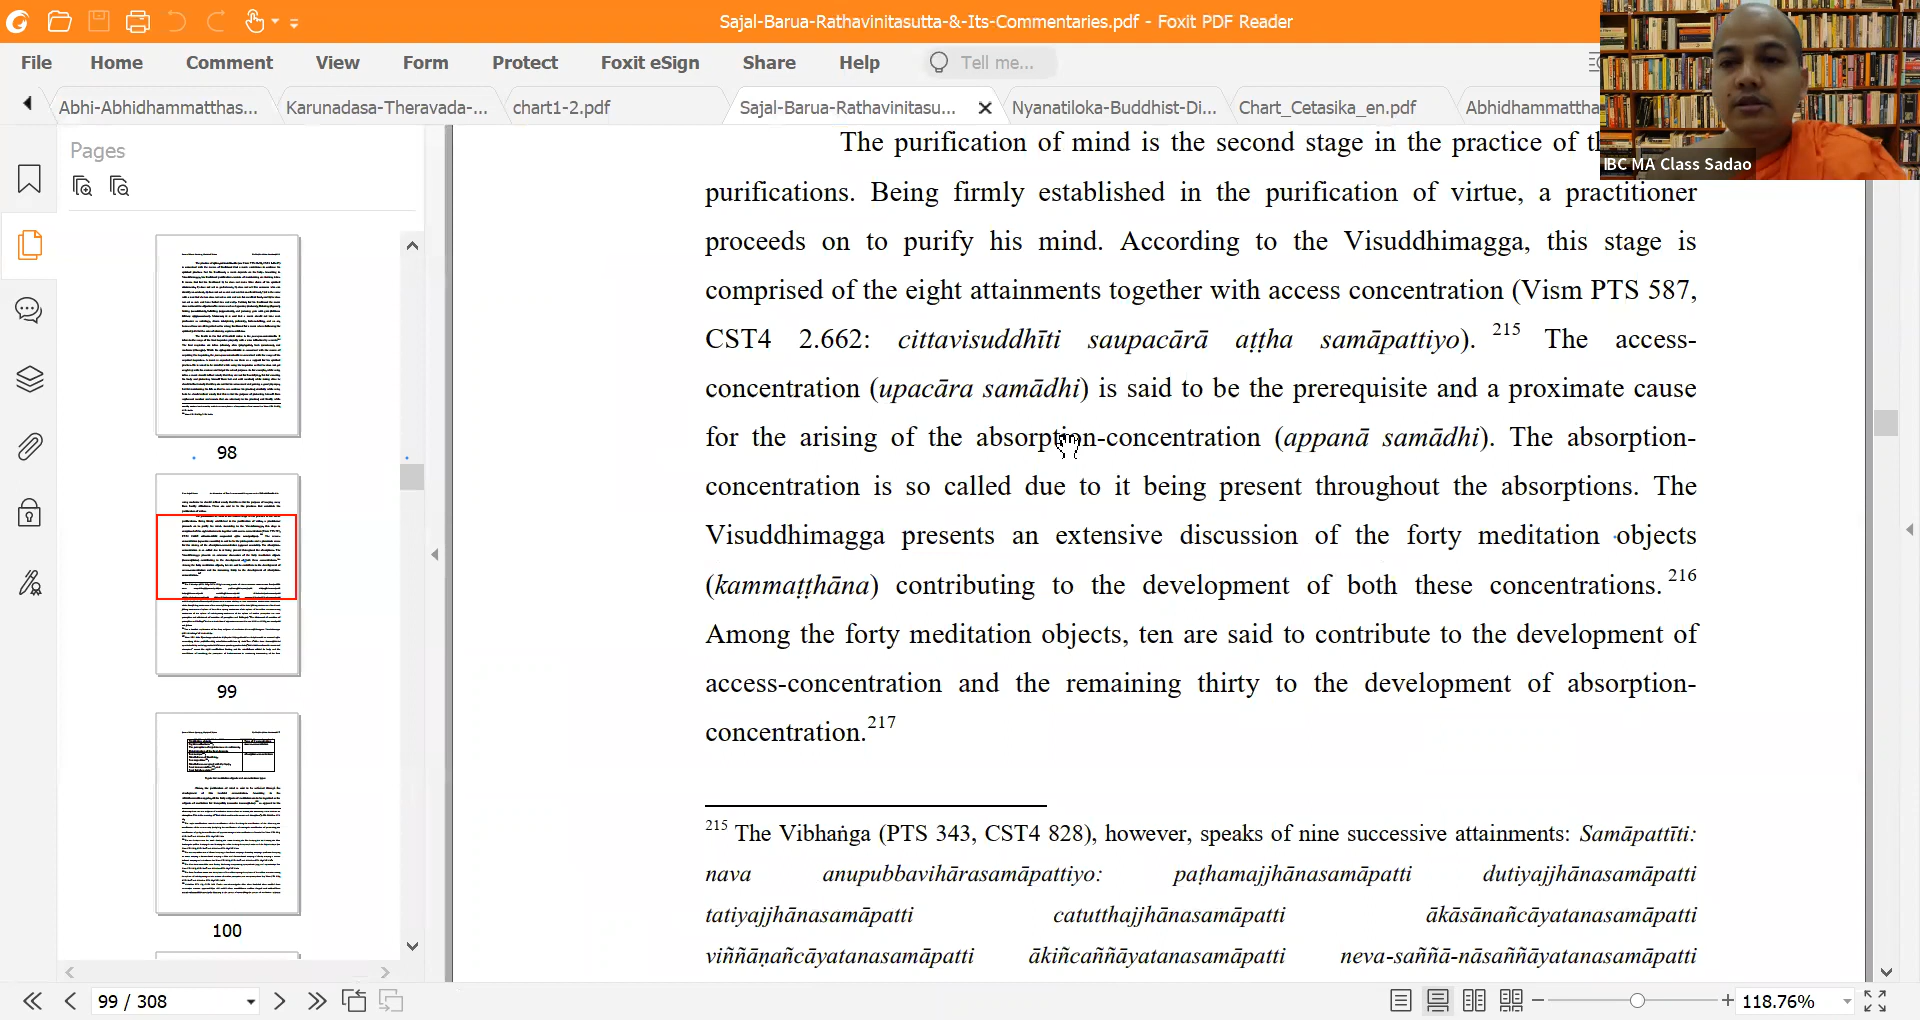 Sajal-Barua-Rathavinitasutta-&-Its-Commentaries.pdf - Foxit PDF Reader
File Home Comment View Form Protect Foxit eSign Share Help Tell me...
Abhi-Abhidhammatthas... Karunadasa-Theravada-... chart1-2.pdf Sajal-Barua-Rathavinitasu... Nyanatiloka-Buddhist-Di... Chart_Cetasika_en.pdf Abhidhammattha
IBC MA Class Sadao
Pages
98
99
100
The purification of mind is the second stage in the practice of
purifications. Being firmly established in the purification of virtue, a practitioner
proceeds on to purify his mind. According to the Visuddhimagga, this stage is
comprised of the eight attainments together with access concentration (Vism PTS 587,
CST4 2.662: cittavisuddhīti saupacārā aṭṭha samāpattiyo). 215 The access-
concentration (upacāra samādhi) is said to be the prerequisite and a proximate cause
for the arising of the absorption-concentration (appanā samādhi). The absorption-
concentration is so called due to it being present throughout the absorptions. The
Visuddhimagga presents an extensive discussion of the forty meditation objects
(kammaṭṭhāna) contributing to the development of both these concentrations. 216
Among the forty meditation objects, ten are said to contribute to the development of
access-concentration and the remaining thirty to the development of absorption-
concentration.217
215 The Vibhaṅga (PTS 343, CST4 828), however, speaks of nine successive attainments: Samāpattīti:
nava anupubbavihārasamāpattiyo: paṭhamajjhānasamāpatti dutiyajjhānasamāpatti
tatiyajjhānasamāpatti catutthajjhānasamāpatti ākāsānañcāyatanasamāpatti
viññāṇañcāyatanasamāpatti ākiñcaññāyatanasamāpatti neva-saññā-nāsaññāyatanasamāpatti
99 / 308
118.76%